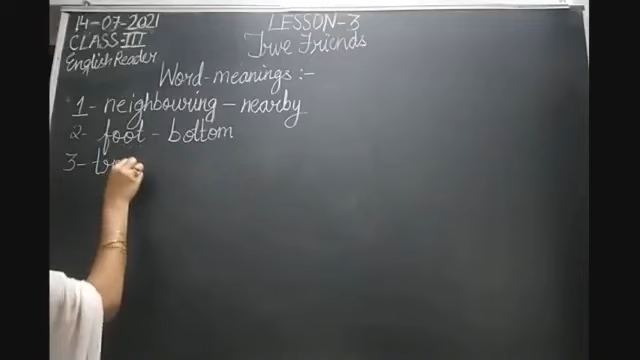 14-07-2021
LESSON-3
CLASS-III
True Friends
English Reader
Word-meanings :-
1- neighbouring - nearby
2- foot - bottom
3-